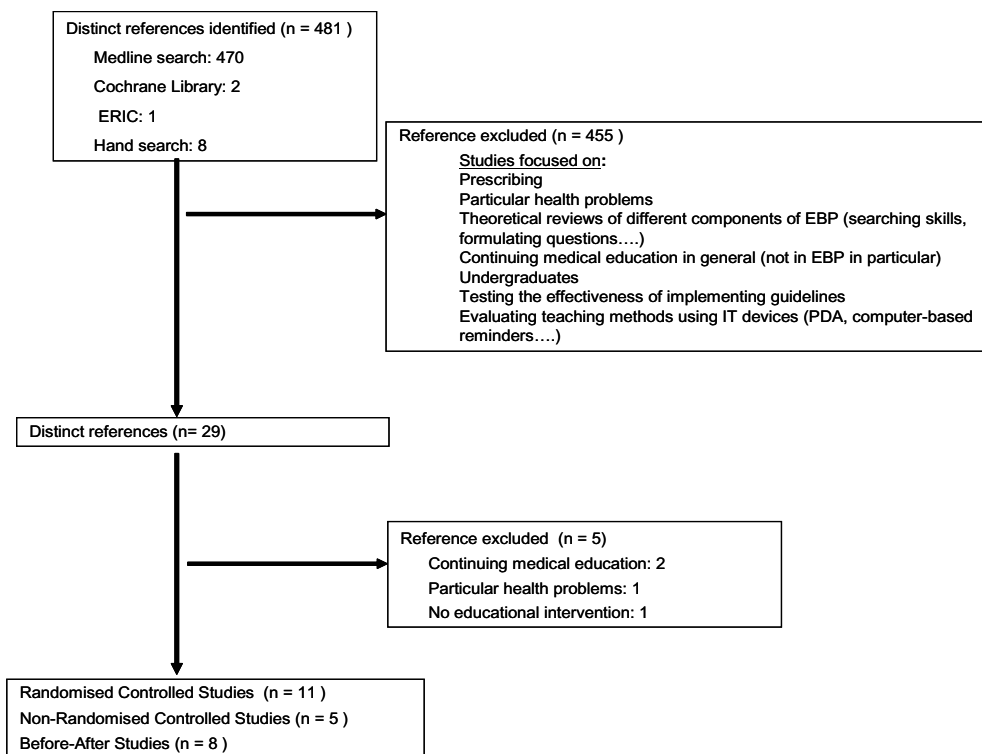 Distinct references identified (n = 481 )
Medline search: 470
Cochrane Library: 2
ERIC: 1
Hand search: 8
Reference excluded (n = 455 )
Studies focused on:
Prescribing
Particular health problems
Theoretical reviews of different components of EBP (searching skills,
formulating questions….)
Continuing medical education in general (not in EBP in particular)
Undergraduates
Testing the effectiveness of implementing guidelines
Evaluating teaching methods using IT devices (PDA, computer-based
reminders….)
Distinct references (n= 29)
Reference excluded (n = 5)
Continuing medical education: 2
Particular health problems: 1
No educational intervention: 1
Randomised Controlled Studies (n = 11 )
Non-Randomised Controlled Studies (n = 5 )
Before-After Studies (n = 8 )